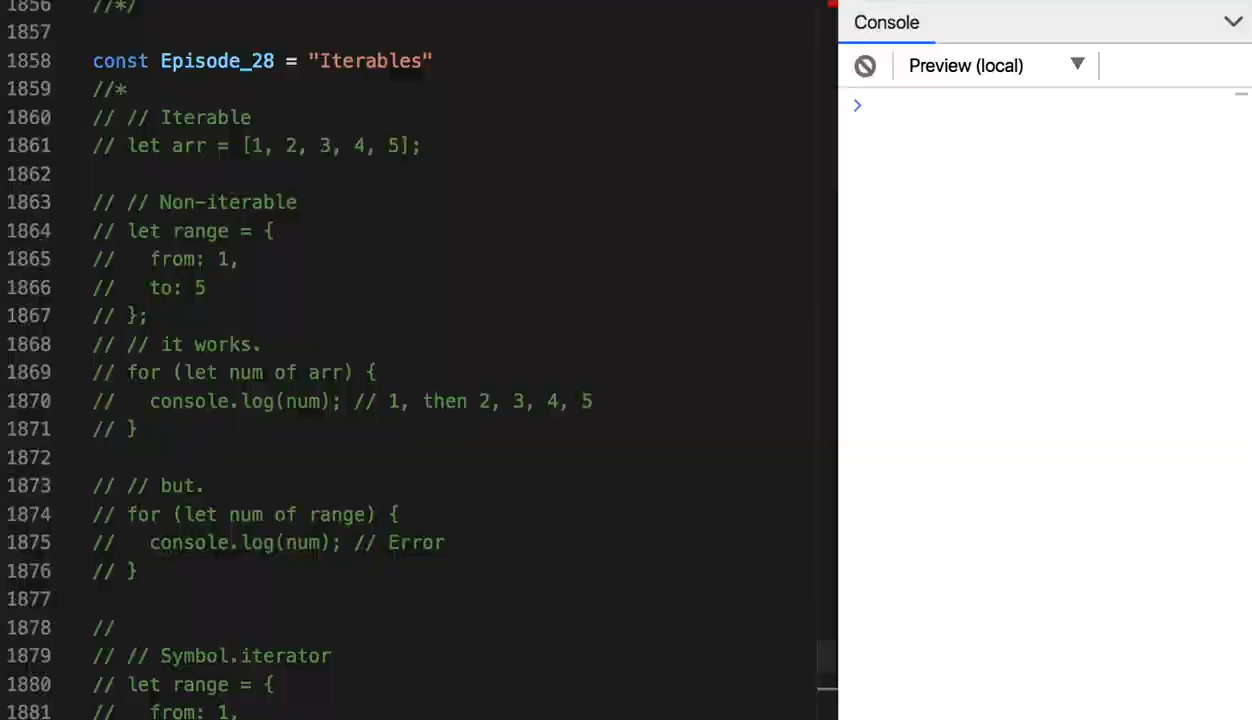 1856 //*/
1857
1858 const Episode_28 = "Iterables"
1859 //*
1860 // // Iterable
1861 // let arr = [1, 2, 3, 4, 5];
1862
1863 // // Non-iterable
1864 // let range = {
1865 //   from: 1,
1866 //   to: 5
1867 // };
1868 // // it works.
1869 // for (let num of arr) {
1870 //   console.log(num); // 1, then 2, 3, 4, 5
1871 // }
1872
1873 // // but.
1874 // for (let num of range) {
1875 //   console.log(num); // Error
1876 // }
1877
1878 //
1879 // // Symbol.iterator
1880 // let range = {
1881 //   from: 1,
Console
Preview (local)
>